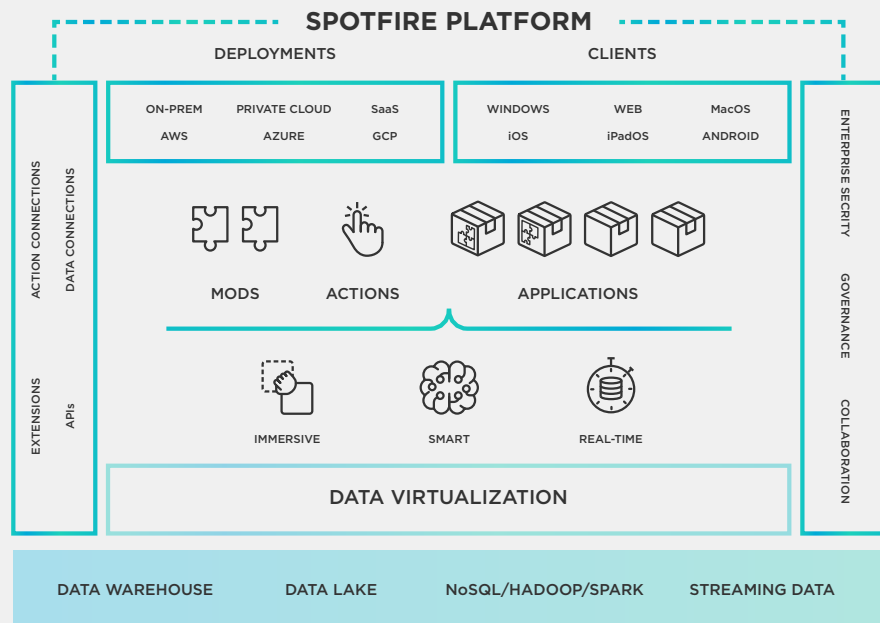 SPOTFIRE PLATFORM
DEPLOYMENTS
CLIENTS
ON-PREM PRIVATE CLOUD SaaS
AWS AZURE GCP
WINDOWS WEB MacOS
iOS iPadOS ANDROID
ACTION CONNECTIONS
DATA CONNECTIONS
EXTENSIONS
APIs
MODS
ACTIONS
APPLICATIONS
IMMERSIVE
SMART
REAL-TIME
DATA VIRTUALIZATION
ENTERPRISE SECRITY
GOVERNANCE
COLLABORATION
DATA WAREHOUSE
DATA LAKE
NoSQL/HADOOP/SPARK
STREAMING DATA